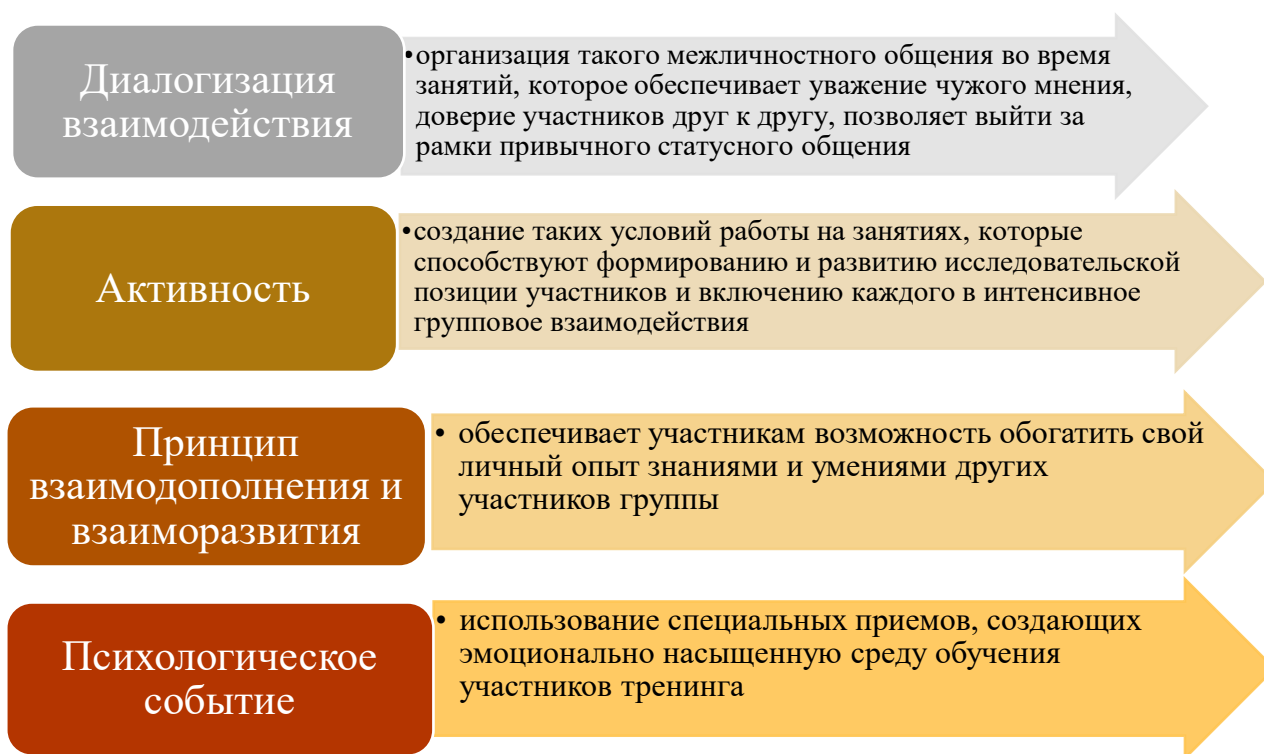 Диалогизация
взаимодействия
•организация такого межличностного общения во время
занятий, которое обеспечивает уважение чужого мнения,
доверие участников друг к другу, позволяет выйти за
рамки привычного статусного общения
Активность
•создание таких условий работы на занятиях, которые
способствуют формированию и развитию исследовательской
позиции участников и включению каждого в интенсивное
групповое взаимодействия
Принцип
взаимодополнения и
взаиморазвития
• обеспечивает участникам возможность обогатить свой
личный опыт знаниями и умениями других
участников группы
Психологическое
событие
• использование специальных приемов, создающих
эмоционально насыщенную среду обучения
участников тренинга